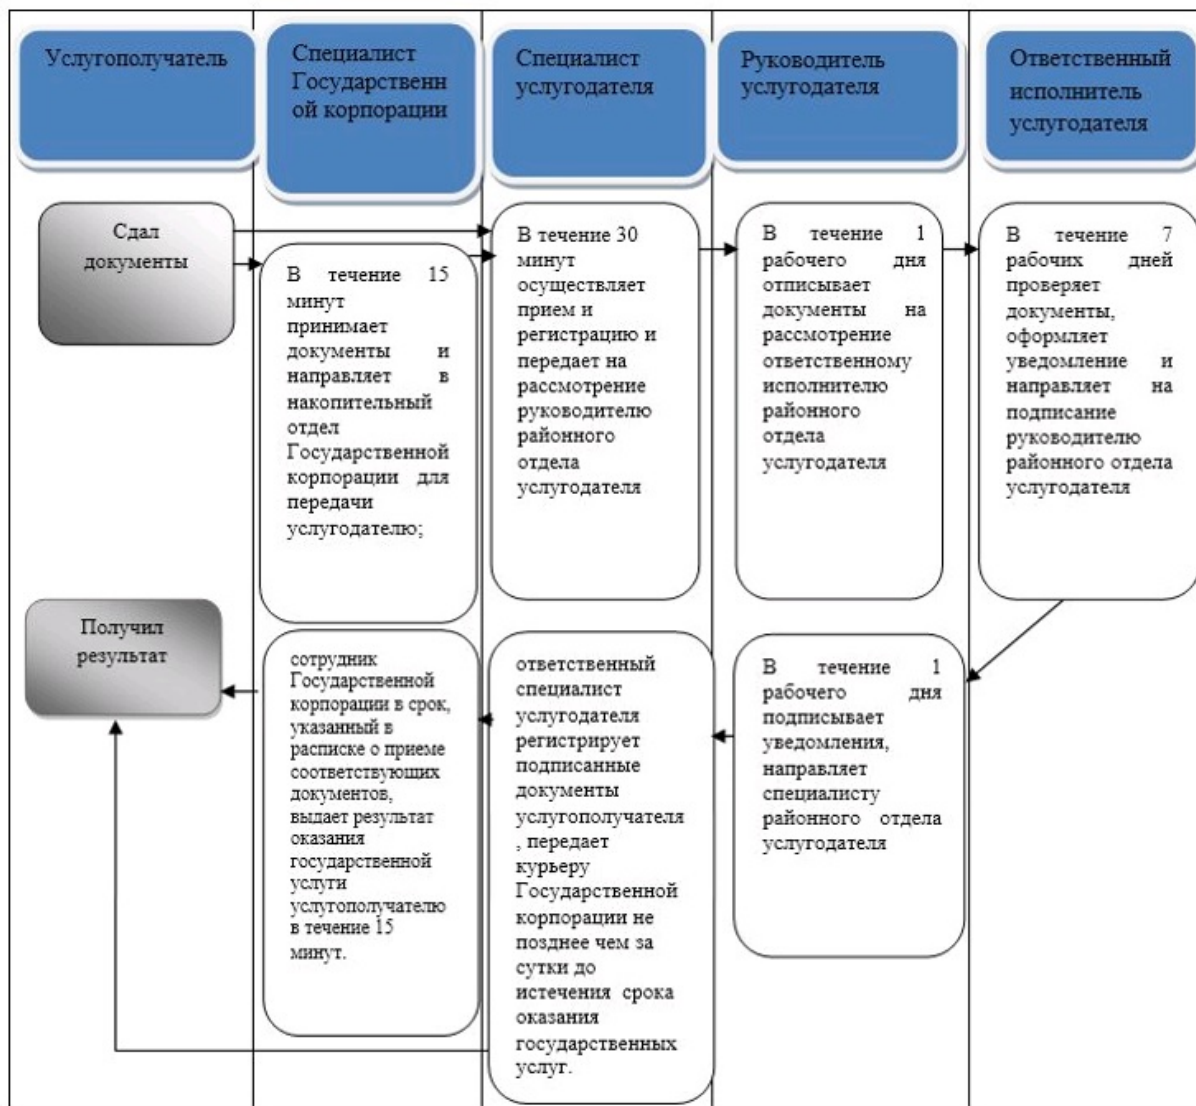 Услугополучатель
Специалист
Государственн
ой корпорации
Специалист
услугодателя
Руководитель
услугодателя
Ответственный
исполнитель
услугодателя
Сдал
документы
В течение 15
минут
принимает
документы и
направляет в
накопительный
отдел
Государственной
корпорации для
передачи
услугодателю;
В течение 30
минут
осуществляет
прием и
регистрацию и
передает на
рассмотрение
руководителю
районного
отдела
услугодателя
В течение 1
рабочего дня
отписывает
документы на
рассмотрение
ответственному
исполнителю
районного
отдела
услугодателя
В течение 7
рабочих дней
проверяет
документы,
оформляет
уведомление и
направляет на
подписание
руководителю
районного отдела
услугодателя
Получил
результат
сотрудник
Государственной
корпорации в срок,
указанный в
расписке о приеме
соответствующих
документов,
выдает результат
оказания
государственной
услуги
услугополучателю
в течение 15
минут.
ответственный
специалист
услугодателя
регистрирует
подписанные
документы
услугополучателя
, передает
курьеру
Государственной
корпорации не
позднее чем за
сутки до
истечения срока
оказания
государственных
услуг.
В течение 1
рабочего дня
подписывает
уведомления,
направляет
специалисту
районного отдела
услугодателя